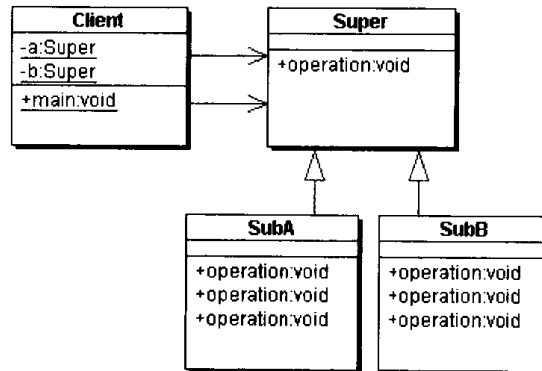 Client
-a:Super
-b:Super
+main:void
Super
+operation:void
SubA
+operation:void
+operation:void
+operation:void
SubB
+operation:void
+operation:void
+operation:void